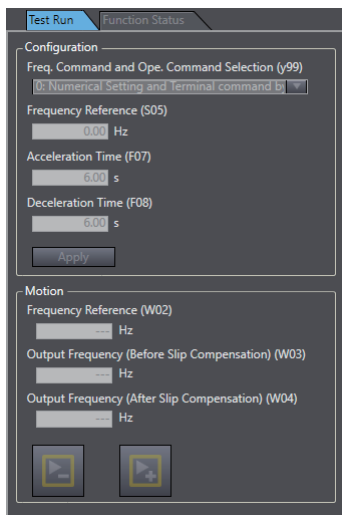 Test Run Function Status
Configuration
Freq. Command and Ope. Command Selection (y99)
0: Numerical Setting and Terminal command by
Frequency Reference (S05)
0.00 Hz
Acceleration Time (F07)
6.00 s
Deceleration Time (F08)
6.00 s
Apply
Motion
Frequency Reference (W02)
--- Hz
Output Frequency (Before Slip Compensation) (W03)
--- Hz
Output Frequency (After Slip Compensation) (W04)
--- Hz